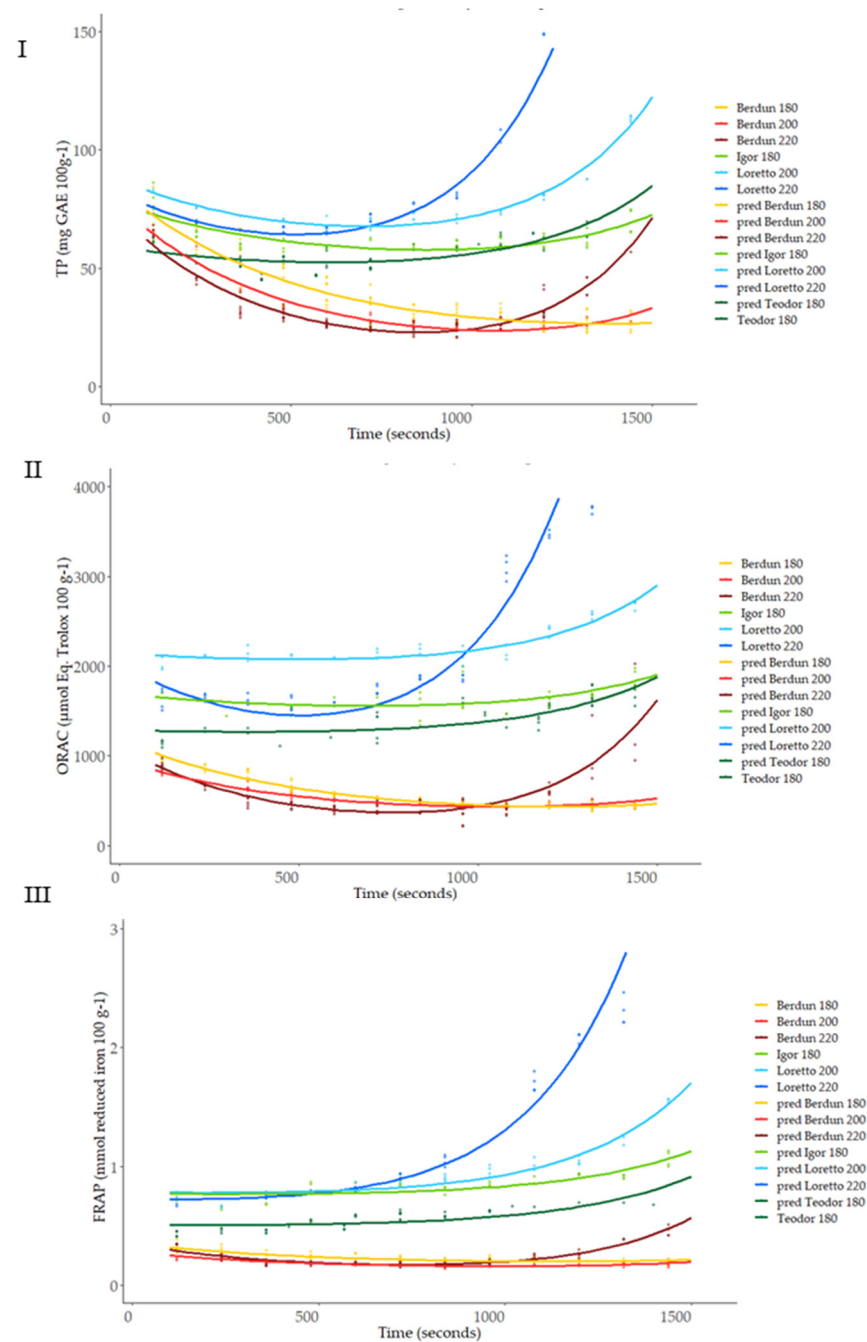 I
150
100
50
0
TP (mg GAE 100g-1)
0 500 1000 1500
Time (seconds)
Berdun 180
Berdun 200
Berdun 220
Igor 180
Loretto 200
Loretto 220
pred Berdun 180
pred Berdun 200
pred Berdun 220
pred Igor 180
pred Loretto 200
pred Loretto 220
pred Teodor 180
Teodor 180
II
4000
3000
2000
1000
0
ORAC (µmol Eq. Trolox 100 g-1)
0 500 1000 1500
Time (seconds)
Berdun 180
Berdun 200
Berdun 220
Igor 180
Loretto 200
Loretto 220
pred Berdun 180
pred Berdun 200
pred Berdun 220
pred Igor 180
pred Loretto 200
pred Loretto 220
pred Teodor 180
Teodor 180
III
3
2
1
0
FRAP (mmol reduced iron 100 g-1)
0 500 1000 1500
Time (seconds)
Berdun 180
Berdun 200
Berdun 220
Igor 180
Loretto 200
Loretto 220
pred Berdun 180
pred Berdun 200
pred Berdun 220
pred Igor 180
pred Loretto 200
pred Loretto 220
pred Teodor 180
Teodor 180